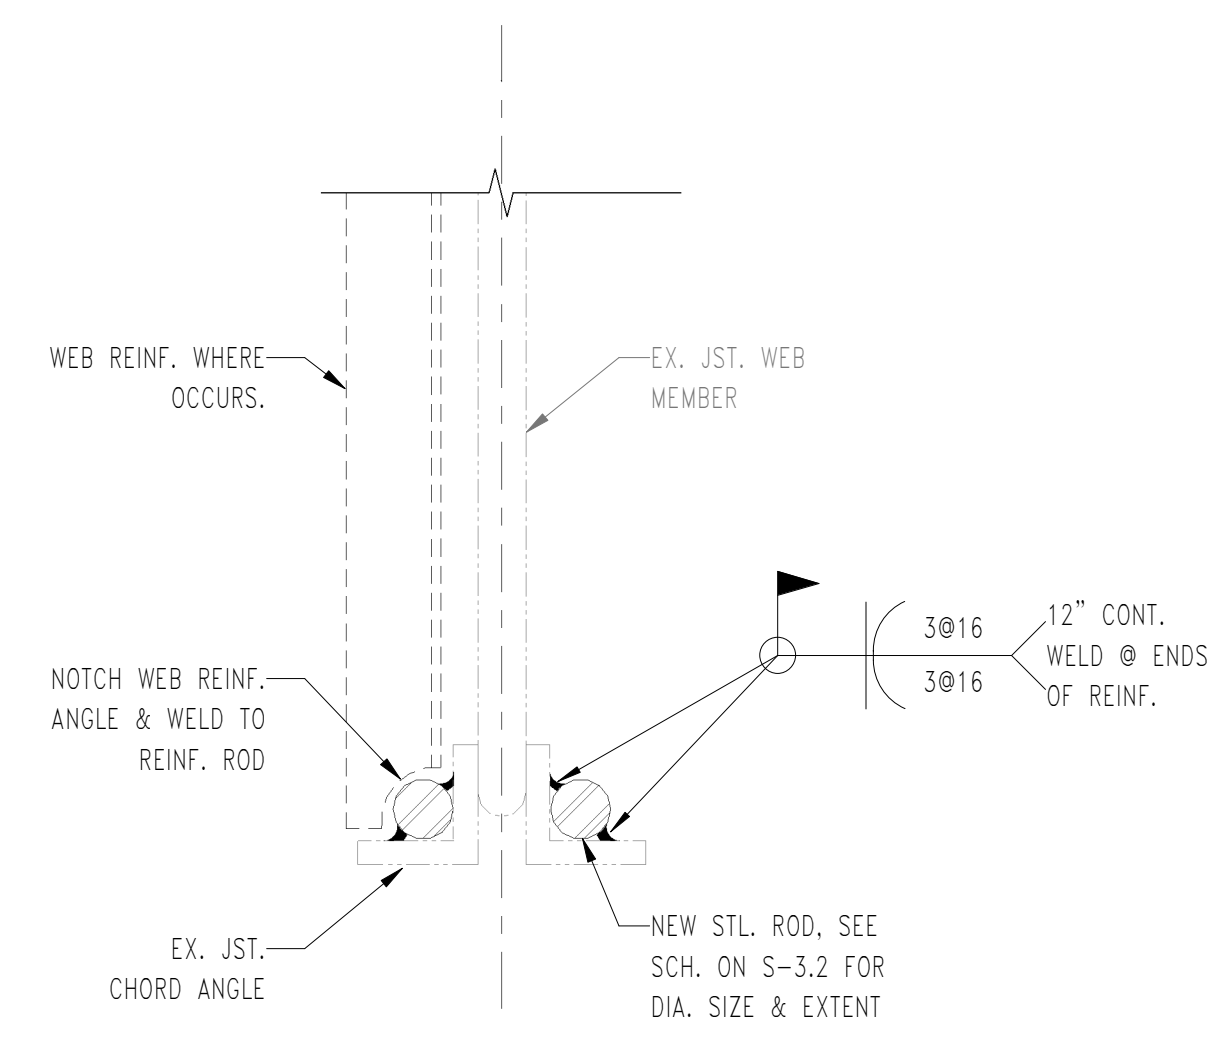 WEB REINF. WHERE
OCCURS.
EX. JST. WEB
MEMBER
3@16
3@16
12” CONT.
WELD @ ENDS
OF REINF.
NOTCH WEB REINF.
ANGLE & WELD TO
REINF. ROD
EX. JST.
CHORD ANGLE
NEW STL. ROD, SEE
SCH. ON S-3.2 FOR
DIA. SIZE & EXTENT